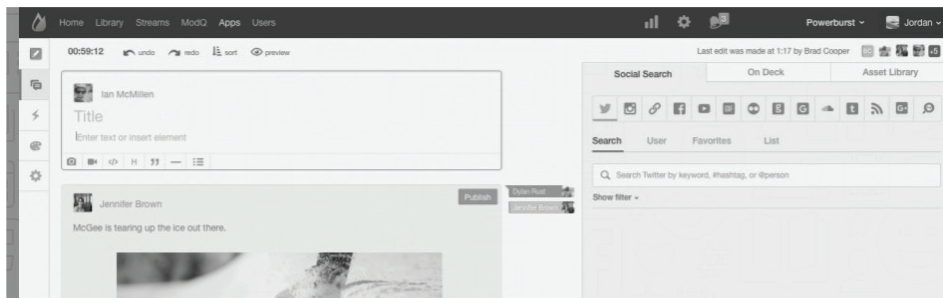 Home Library Streams ModQ Apps Users
3
Powerburst
Jordan
00:59:12 undo redo sort preview
Last edit was made at 1:17 by Brad Cooper
+5
Social Search On Deck Asset Library
Ian McMillen
Title
Enter text or insert element
H
Search User Favorites List
Search Twitter by keyword, #hashtag, or @person
Show filter
Jennifer Brown
Publish
Dylan Rust
Jennifer Brown
McGee is tearing up the ice out there.